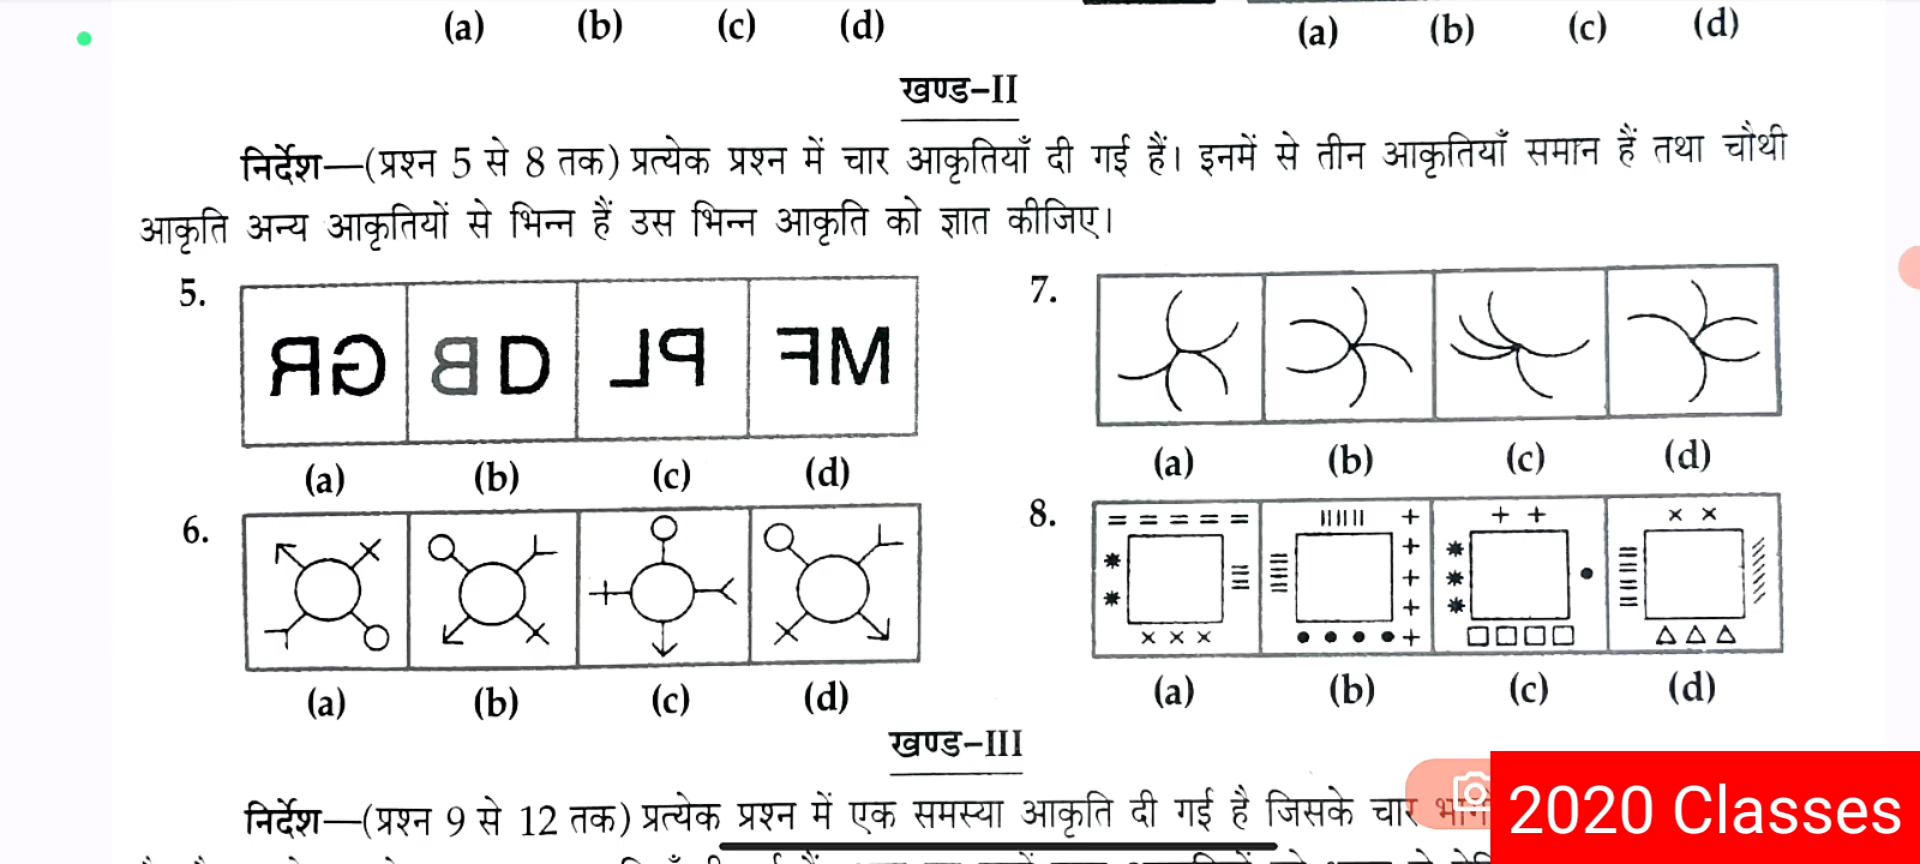 (a) (b) (c) (d) (a) (b) (c) (d)
खण्ड-II
निर्देश—(प्रश्न 5 से 8 तक) प्रत्येक प्रश्न में चार आकृतियाँ दी गई हैं। इनमें से तीन आकृतियाँ समान हैं तथा चौथी
आकृति अन्य आकृतियों से भिन्न हैं उस भिन्न आकृति को ज्ञात कीजिए।
5.
(a) (b) (c) (d)
6.
(a) (b) (c) (d)
7.
(a) (b) (c) (d)
8.
(a) (b) (c) (d)
खण्ड-III
निर्देश—(प्रश्न 9 से 12 तक) प्रत्येक प्रश्न में एक समस्या आकृति दी गई है जिसके चार
2020 Classes